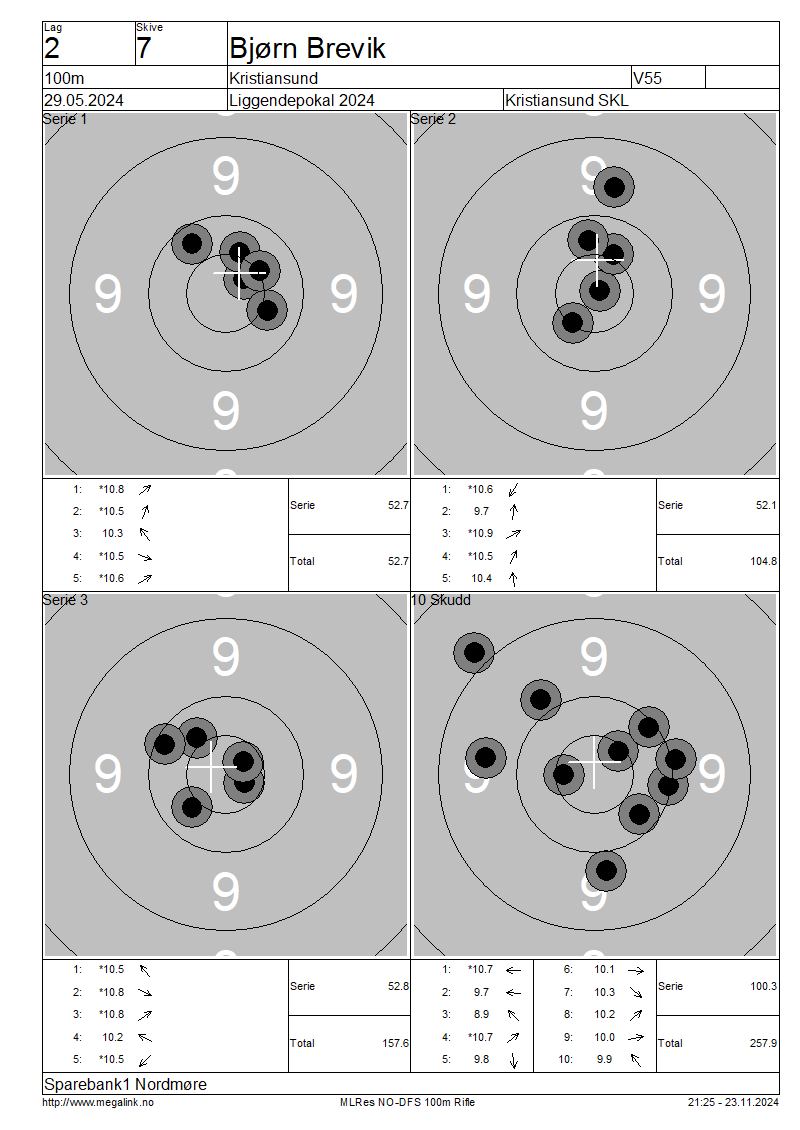 Lag
Skive
2
7
Bjørn Brevik
100m
Kristiansund
V55
29.05.2024
Liggendepokal 2024
Kristiansund SKL
Serie 1
9
9
9
9
Serie 2
9
9
9
9
1: *10.8
2: *10.5
3: 10.3
4: *10.5
5: *10.6
Serie 52.7
Total 52.7
1: *10.6
2: 9.7
3: *10.9
4: *10.5
5: 10.4
Serie 52.1
Total 104.8
Serie 3
9
9
9
9
10 Skudd
9
9
9
9
1: *10.5
2: *10.8
3: *10.8
4: 10.2
5: *10.5
Serie 52.8
Total 157.6
1: *10.7
2: 9.7
3: 8.9
4: *10.7
5: 9.8
6: 10.1
7: 10.3
8: 10.2
9: 10.0
10: 9.9
Serie 100.3
Total 257.9
Sparebank1 Nordmøre
http://www.megalink.no
MLRes NO-DFS 100m Rifle
21:25 - 23.11.2024